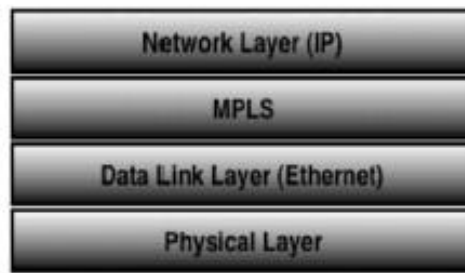 Network Layer (IP)
MPLS
Data Link Layer (Ethernet)
Physical Layer